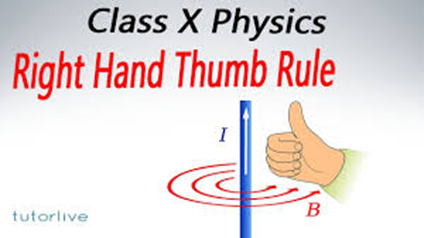 Class X Physics
Right Hand Thumb Rule
I
B
tutorlive